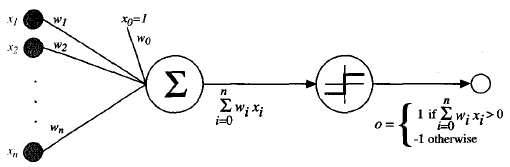 x₁ w₁ x₀=1
x₂ w₂ w₀
.
.
.
Σ
n
Σ wᵢ xᵢ
i=0
wₙ
xₙ
o = { 1 if Σⁿᵢ₌₀ wᵢ xᵢ > 0
-1 otherwise